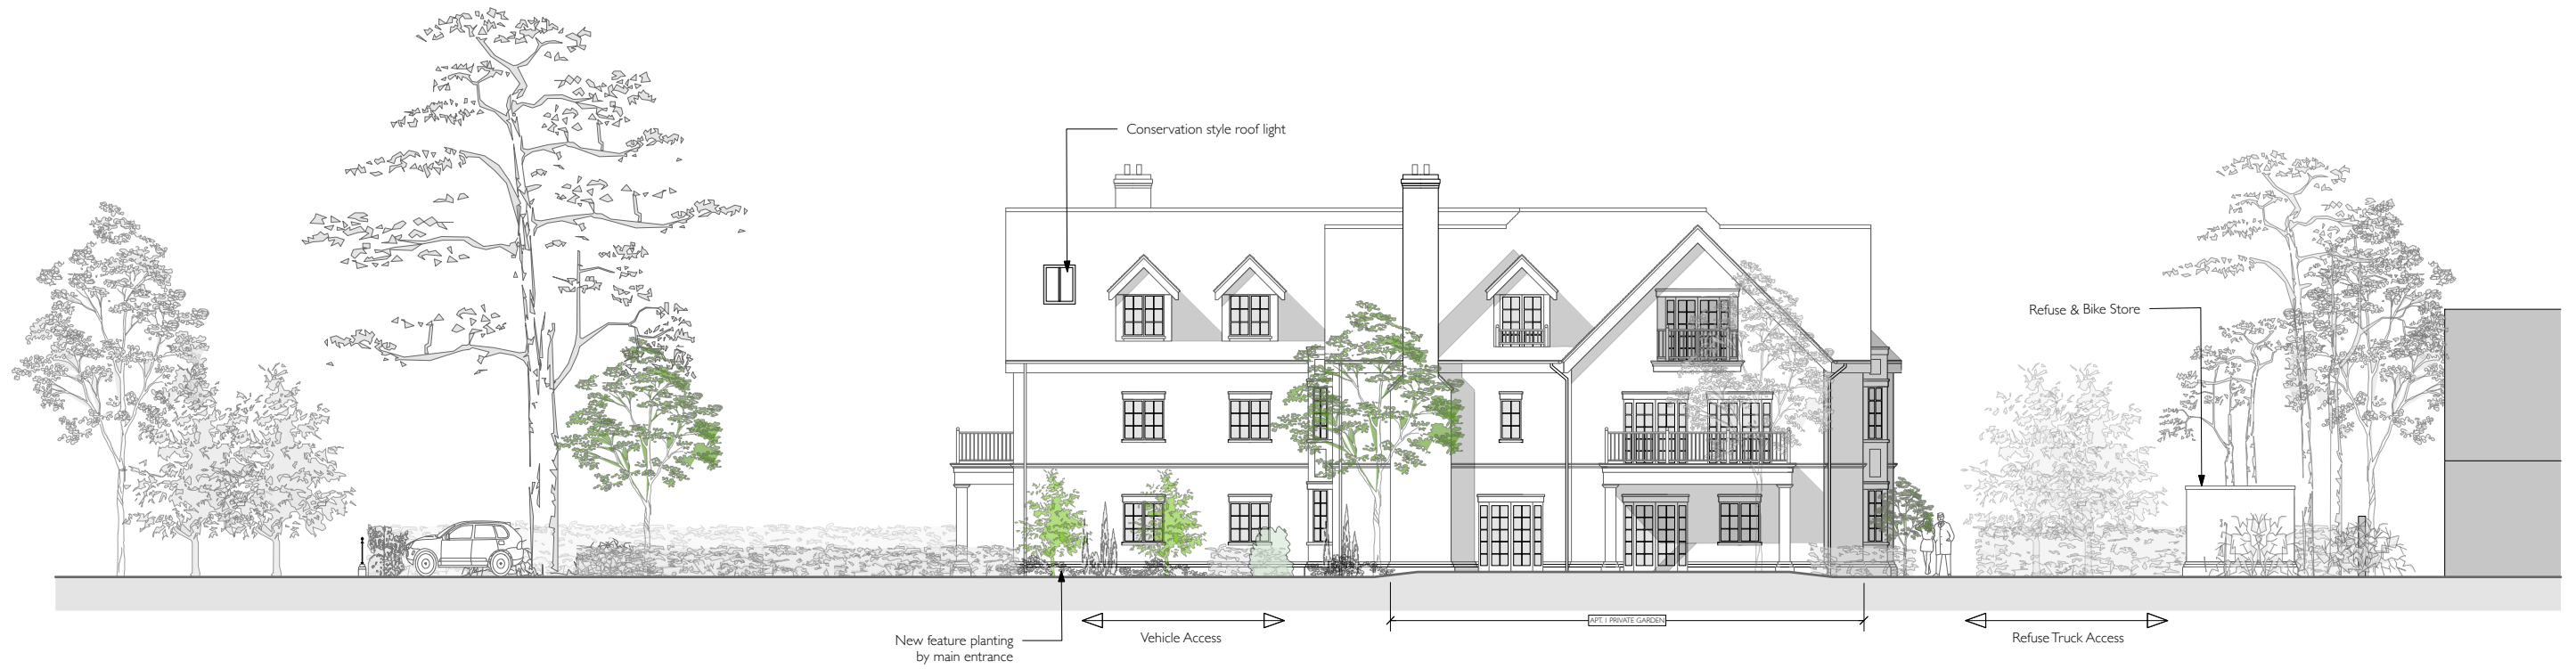 Conservation style roof light
Refuse & Bike Store
APT. 1 PRIVATE GARDEN
New feature planting
by main entrance
Vehicle Access
Refuse Truck Access